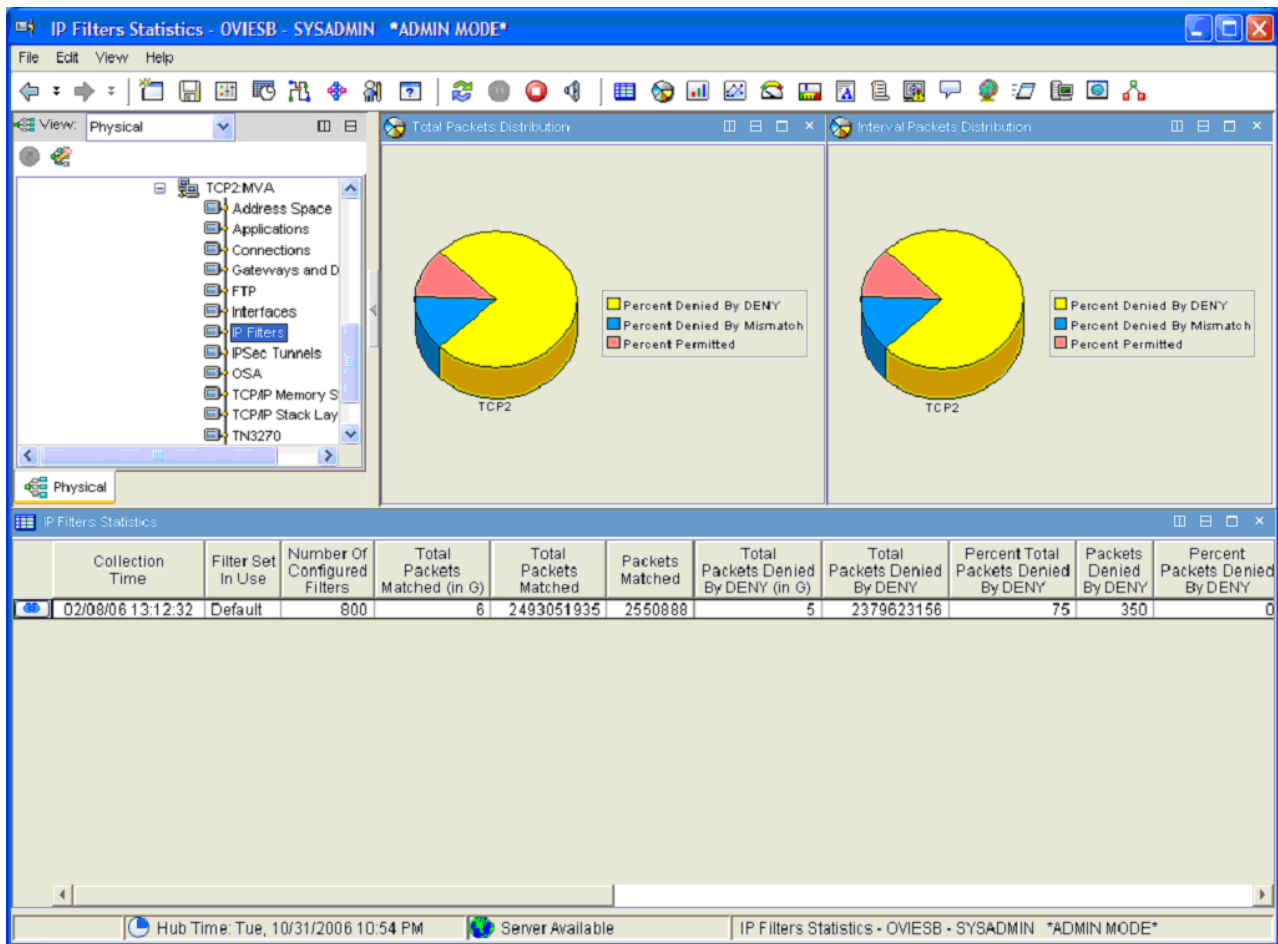 IP Filters Statistics - OVIESB - SYSADMIN *ADMIN MODE*
File Edit View Help
View: Physical
TCP2:MVA
Address Space
Applications
Connections
Gateways and D
FTP
Interfaces
IP Filters
IPSec Tunnels
OSA
TCP/IP Memory S
TCP/IP Stack Lay
TN3270
Physical
Total Packets Distribution
Percent Denied By DENY
Percent Denied By Mismatch
Percent Permitted
TCP2
Interval Packets Distribution
Percent Denied By DENY
Percent Denied By Mismatch
Percent Permitted
TCP2
IP Filters Statistics
Collection Time Filter Set In Use Number Of Configured Filters Total Packets Matched (in G) Total Packets Matched Packets Matched Total Packets Denied By DENY (in G) Total Packets Denied By DENY Percent Total Packets Denied By DENY Packets Denied By DENY Percent Packets Denied By DENY
02/08/06 13:12:32 Default 800 6 2493051935 2550888 5 2379623156 75 350 0
Hub Time: Tue, 10/31/2006 10:54 PM Server Available IP Filters Statistics - OVIESB - SYSADMIN *ADMIN MODE*